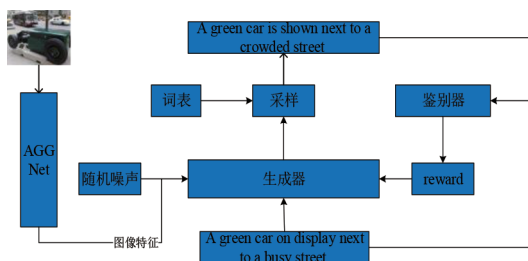 A green car is shown next to a
crowded street
词表
采样
鉴别器
AGG
Net
随机噪声
生成器
reward
图像特征
A green car on display next
to a busy street